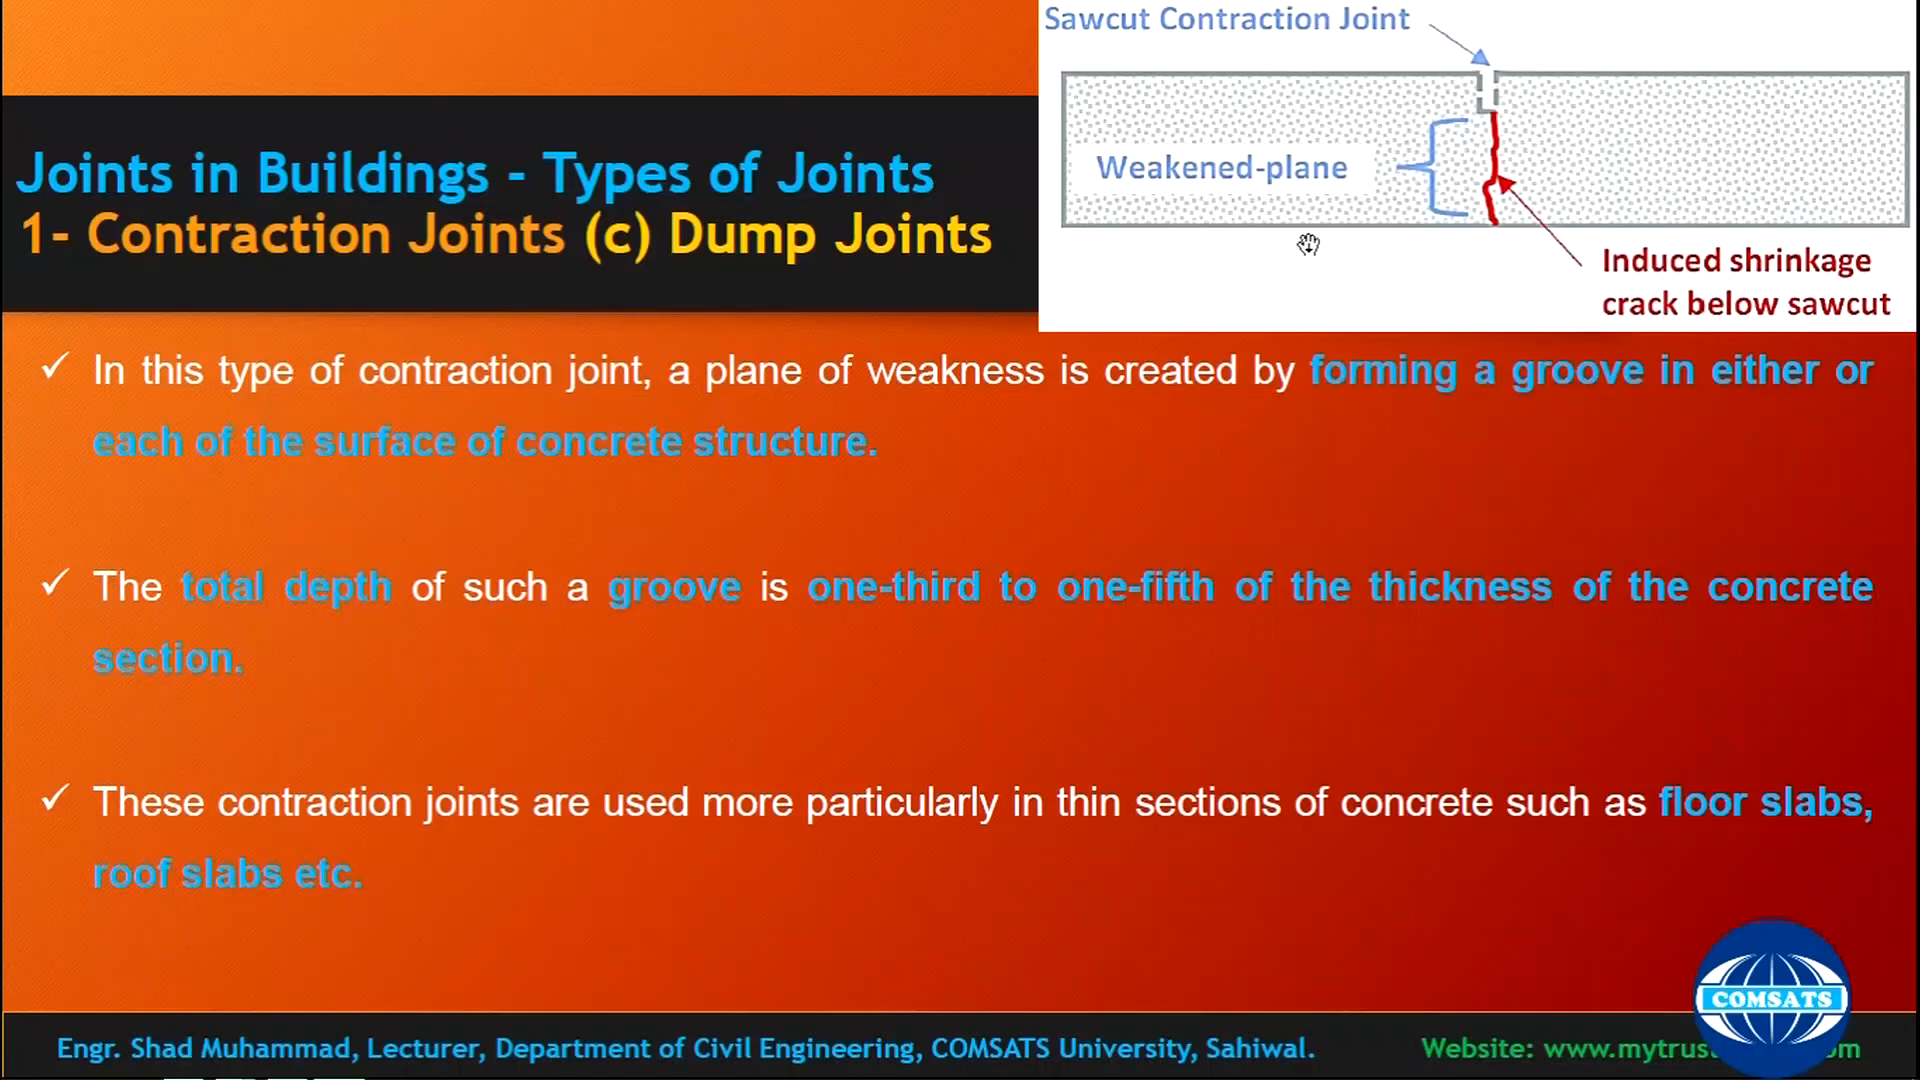 Sawcut Contraction Joint
Weakened-plane
Induced shrinkage
crack below sawcut
Joints in Buildings - Types of Joints
1- Contraction Joints (c) Dump Joints
✓ In this type of contraction joint, a plane of weakness is created by forming a groove in either or
each of the surface of concrete structure.
✓ The total depth of such a groove is one-third to one-fifth of the thickness of the concrete
section.
✓ These contraction joints are used more particularly in thin sections of concrete such as floor slabs,
roof slabs etc.
COMSATS
Engr. Shad Muhammad, Lecturer, Department of Civil Engineering, COMSATS University, Sahiwal.
Website: